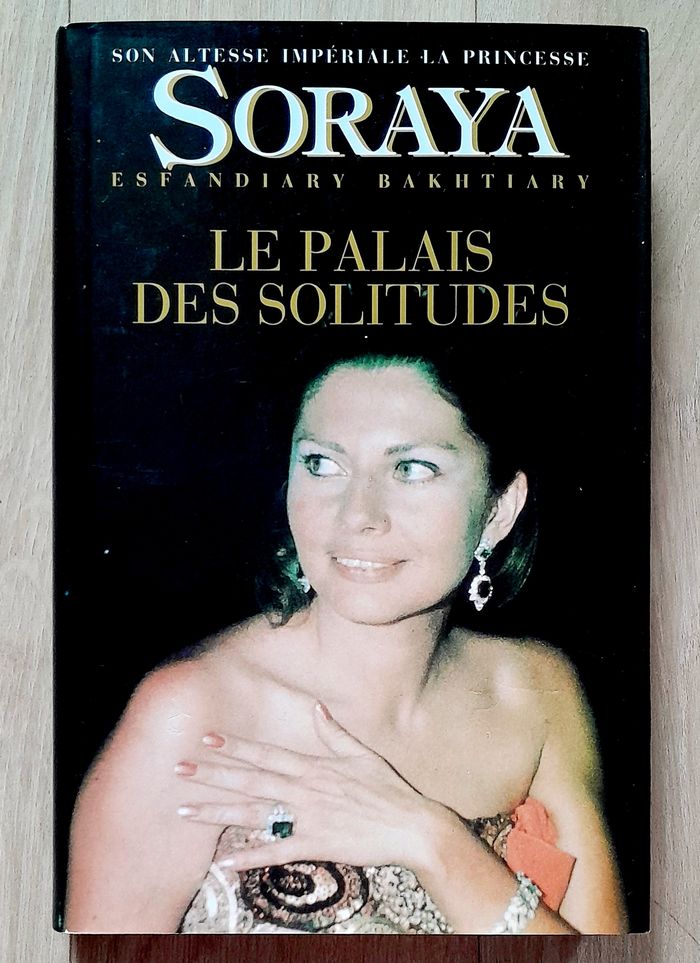 SON ALTESSE IMPÉRIALE LA PRINCESSE
SORAYA
ESFANDIARY BAKHTIARY
LE PALAIS
DES SOLITUDES